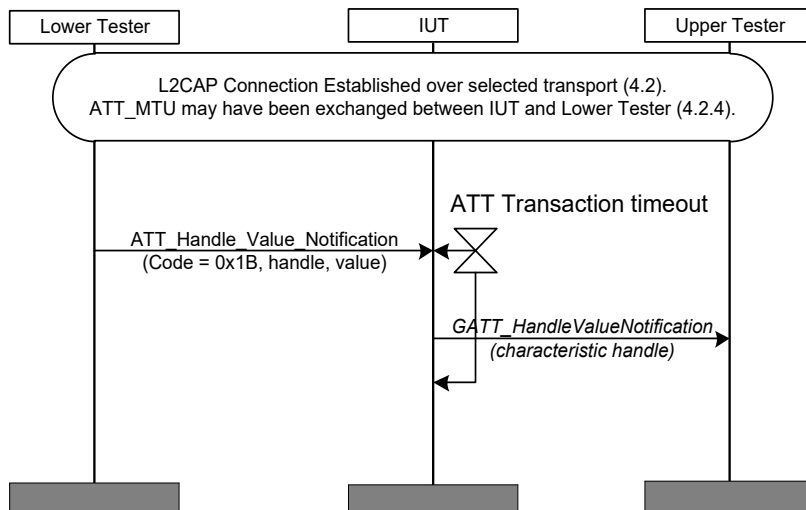 Lower Tester
IUT
Upper Tester
L2CAP Connection Established over selected transport (4.2).
ATT_MTU may have been exchanged between IUT and Lower Tester (4.2.4).
ATT Transaction timeout
ATT_Handle_Value_Notification
(Code = 0x1B, handle, value)
GATT_HandleValueNotification
(characteristic handle)